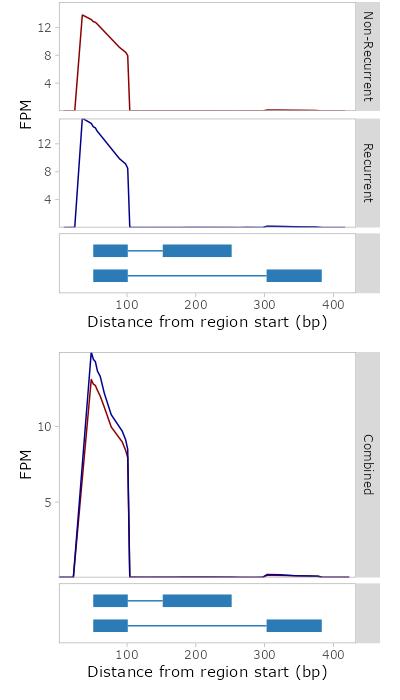 12
8
4
Non-Recurrent
FPM
12
8
4
Recurrent
100 200 300 400
Distance from region start (bp)
10
5
FPM
Combined
100 200 300 400
Distance from region start (bp)